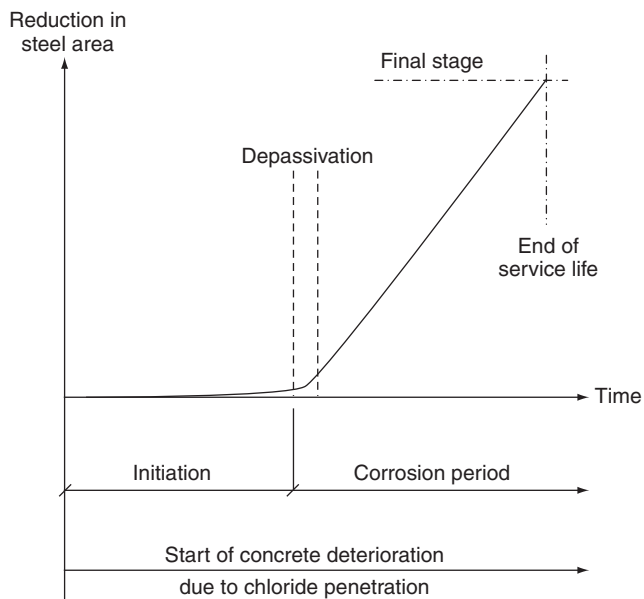 Reduction in
steel area
Final stage
Depassivation
End of
service life
Time
Initiation
Corrosion period
Start of concrete deterioration
due to chloride penetration